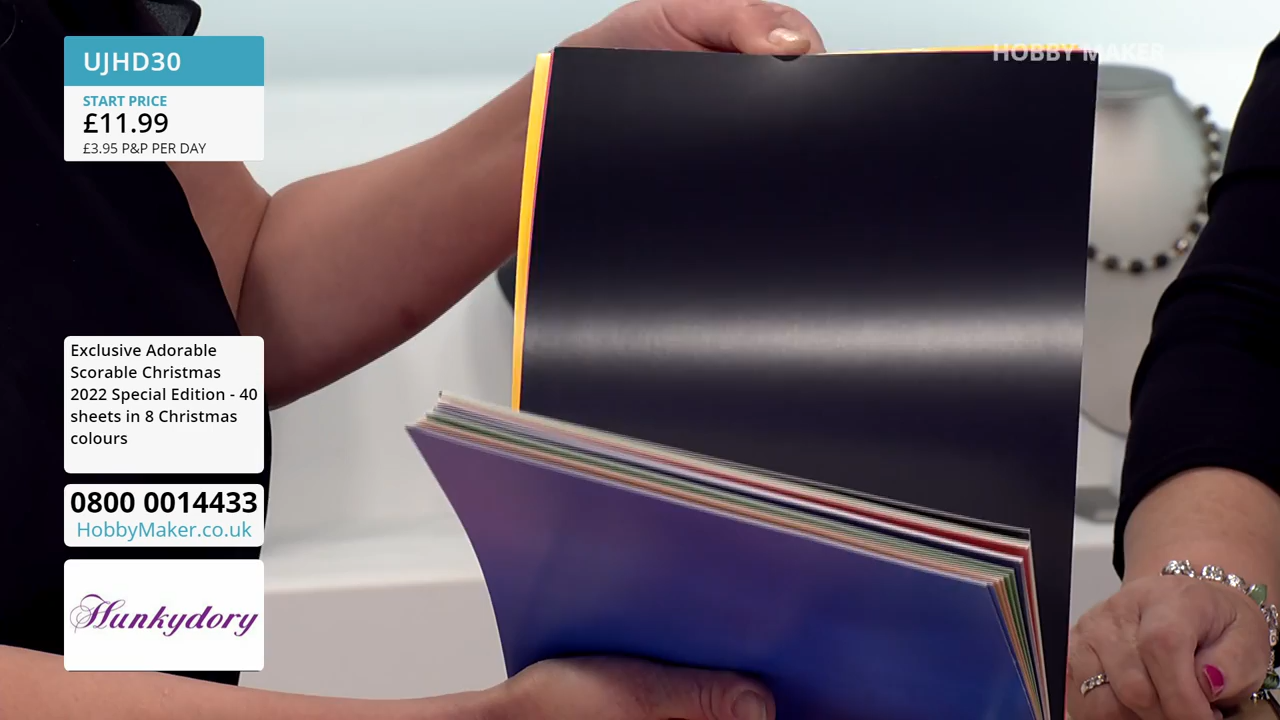 UJHD30
START PRICE
£11.99
£3.95 P&P PER DAY
HOBBY MAKER
Exclusive Adorable
Scorable Christmas
2022 Special Edition - 40
sheets in 8 Christmas
colours
0800 0014433
HobbyMaker.co.uk
Hunkydory